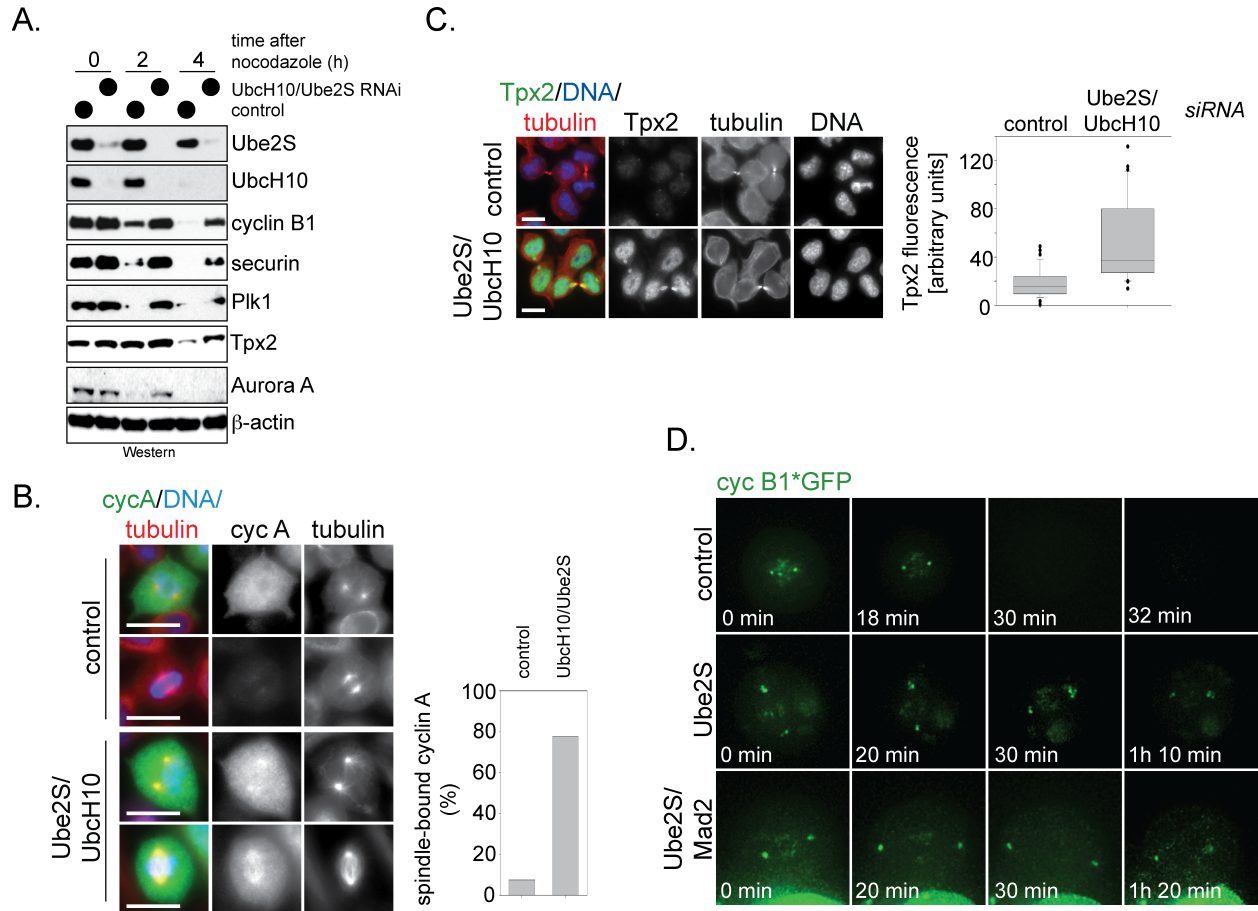 A.
time after
nocodazole (h)
0 2 4
UbcH10/Ube2S RNAi
control
Ube2S
UbcH10
cyclin B1
securin
Plk1
Tpx2
Aurora A
β-actin
Western
B.
cycA/DNA/
tubulin cyc A tubulin
control
Ube2S/
UbcH10
control
UbcH10/Ube2S
spindle-bound cyclin A
(%)
100
80
60
40
20
0
C.
Tpx2/DNA/
tubulin Tpx2 tubulin DNA
control
Ube2S/
UbcH10
control
Ube2S/
UbcH10
siRNA
Tpx2 fluorescence
[arbitrary units]
120
80
40
0
D.
cyc B1*GFP
control
0 min 18 min 30 min 32 min
Ube2S
0 min 20 min 30 min 1h 10 min
Ube2S/
Mad2
0 min 20 min 30 min 1h 20 min